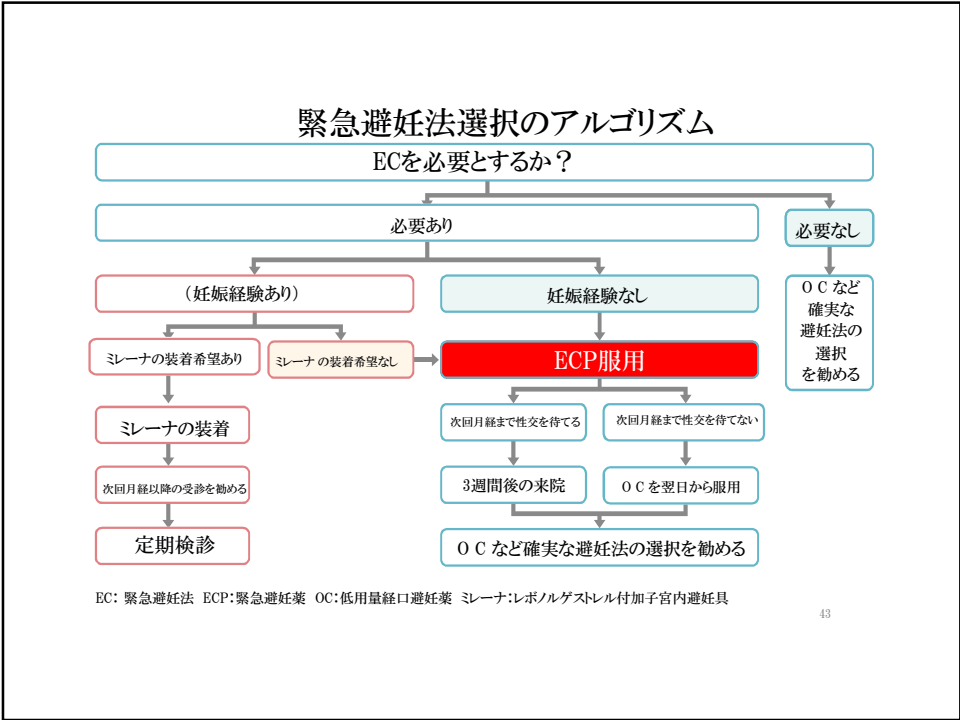 緊急避妊法選択のアルゴリズム
ECを必要とするか？
必要あり
必要なし
（妊娠経験あり）
妊娠経験なし
ＯＣなど
確実な
避妊法の
選択
を勧める
ミレーナの装着希望あり
ミレーナ の装着希望なし
ECP服用
ミレーナの装着
次回月経まで性交を待てる
次回月経まで性交を待てない
次回月経以降の受診を勧める
3週間後の来院
ＯＣを翌日から服用
定期検診
ＯＣなど確実な避妊法の選択を勧める
EC： 緊急避妊法 ECP：緊急避妊薬 OC：低用量経口避妊薬 ミレーナ：レボノルゲストレル付加子宮内避妊具
43